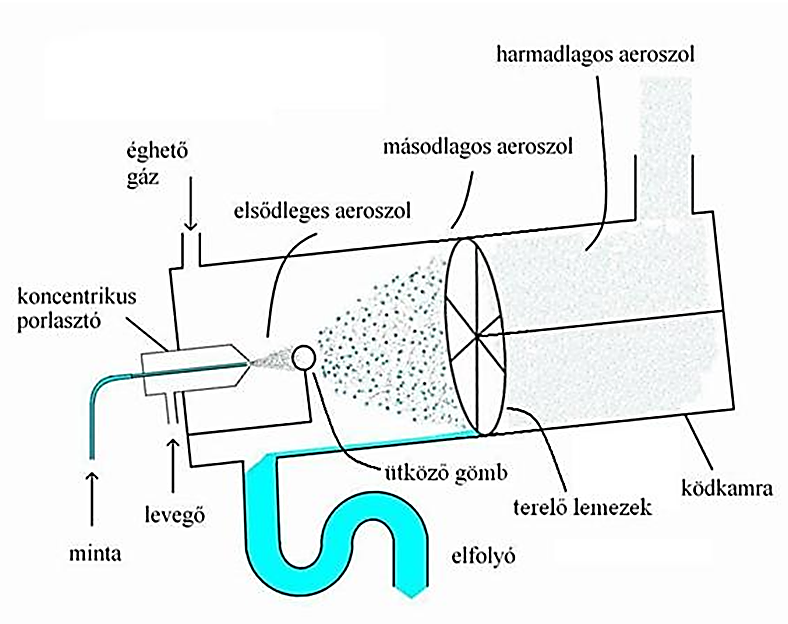 harmadlagos aeroszol
másodlagos aeroszol
éghető
gáz
elsődleges aeroszol
koncentrikus
porlasztó
ütköző gömb
ködkamra
terelő lemezek
levegő
minta
elfolyó